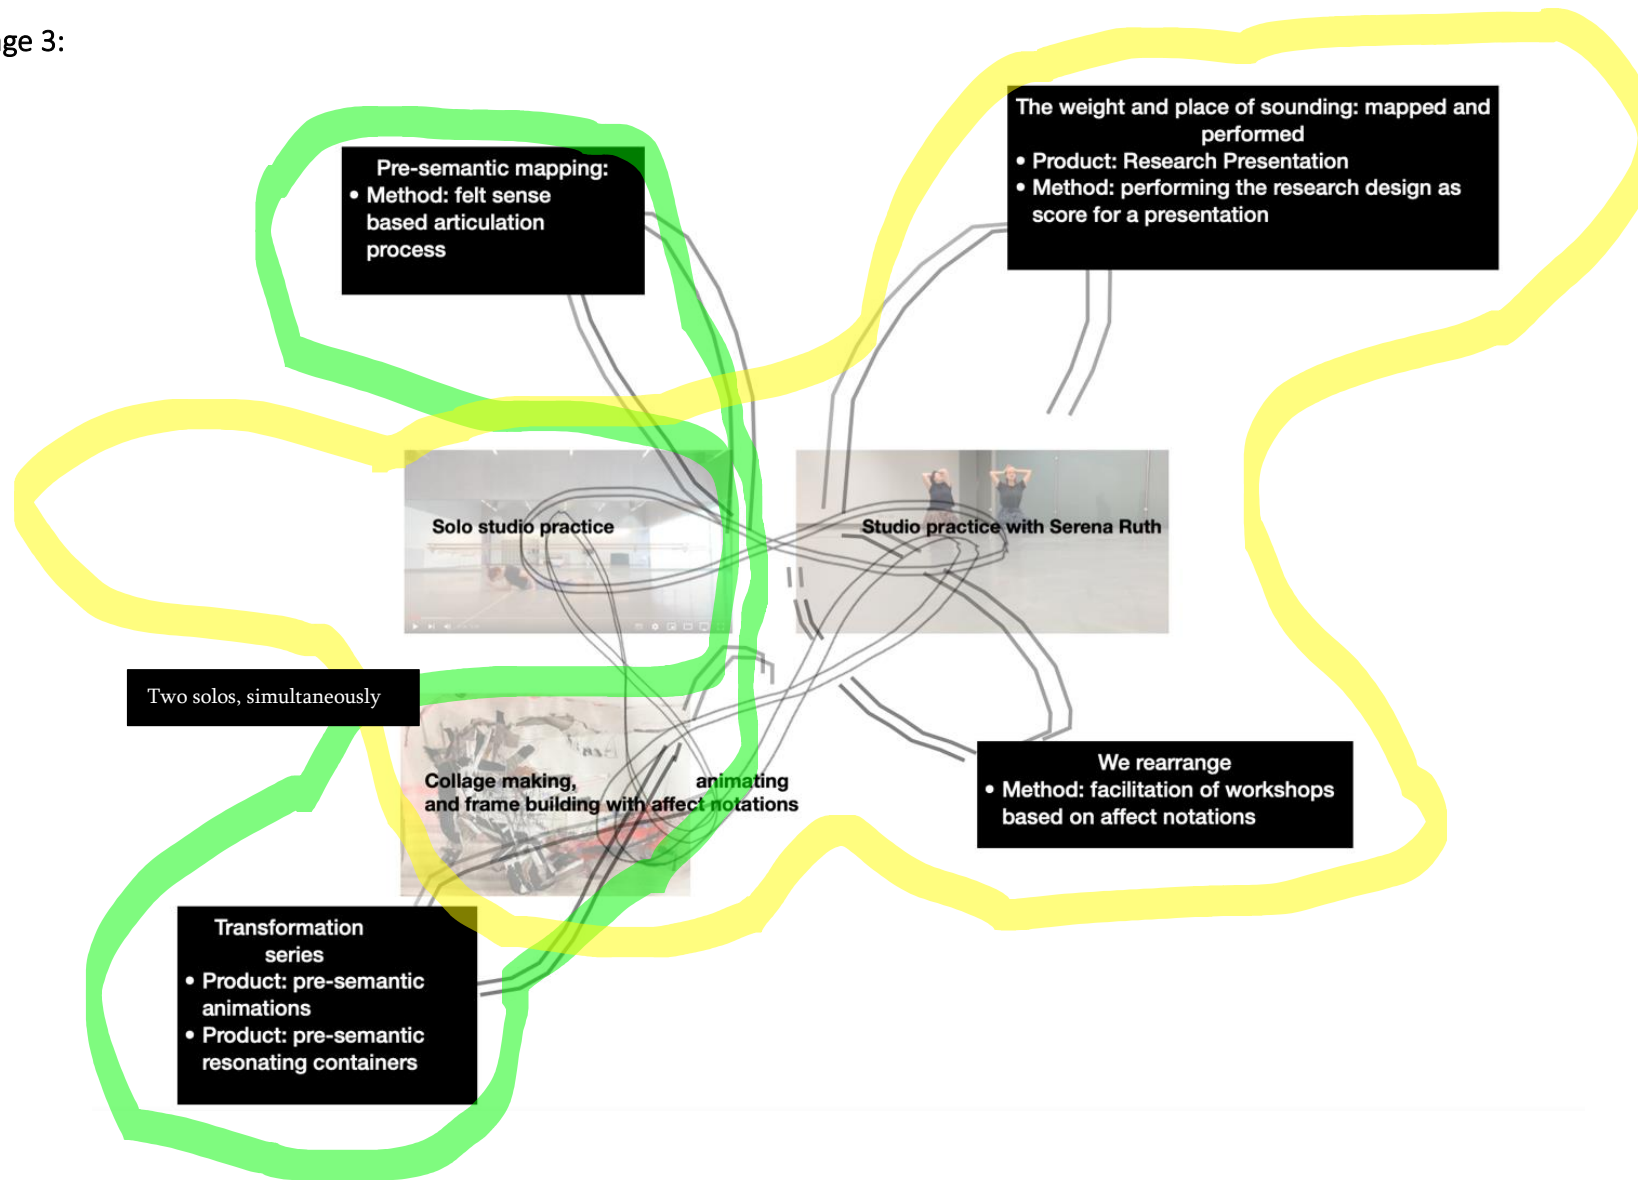 ge 3:
The weight and place of sounding: mapped and
performed
• Product: Research Presentation
• Method: performing the research design as
score for a presentation
Pre-semantic mapping:
• Method: felt sense
based articulation
process
Solo studio practice
Studio practice with Serena Ruth
Two solos, simultaneously
Collage making, animating
and frame building with affect notations
We rearrange
• Method: facilitation of workshops
based on affect notations
Transformation
series
• Product: pre-semantic
animations
• Product: pre-semantic
resonating containers